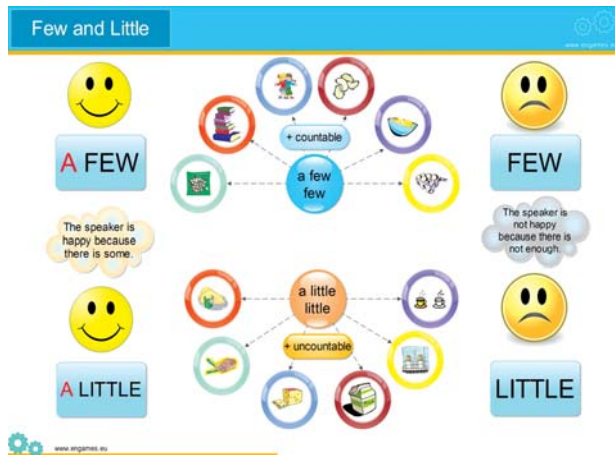 Few and Little
www.engames.eu
A FEW
+ countable
a few
few
FEW
The speaker is
happy because
there is some.
The speaker is
not happy
because there is
not enough.
a little
little
+ uncountable
A LITTLE
LITTLE
www.engames.eu